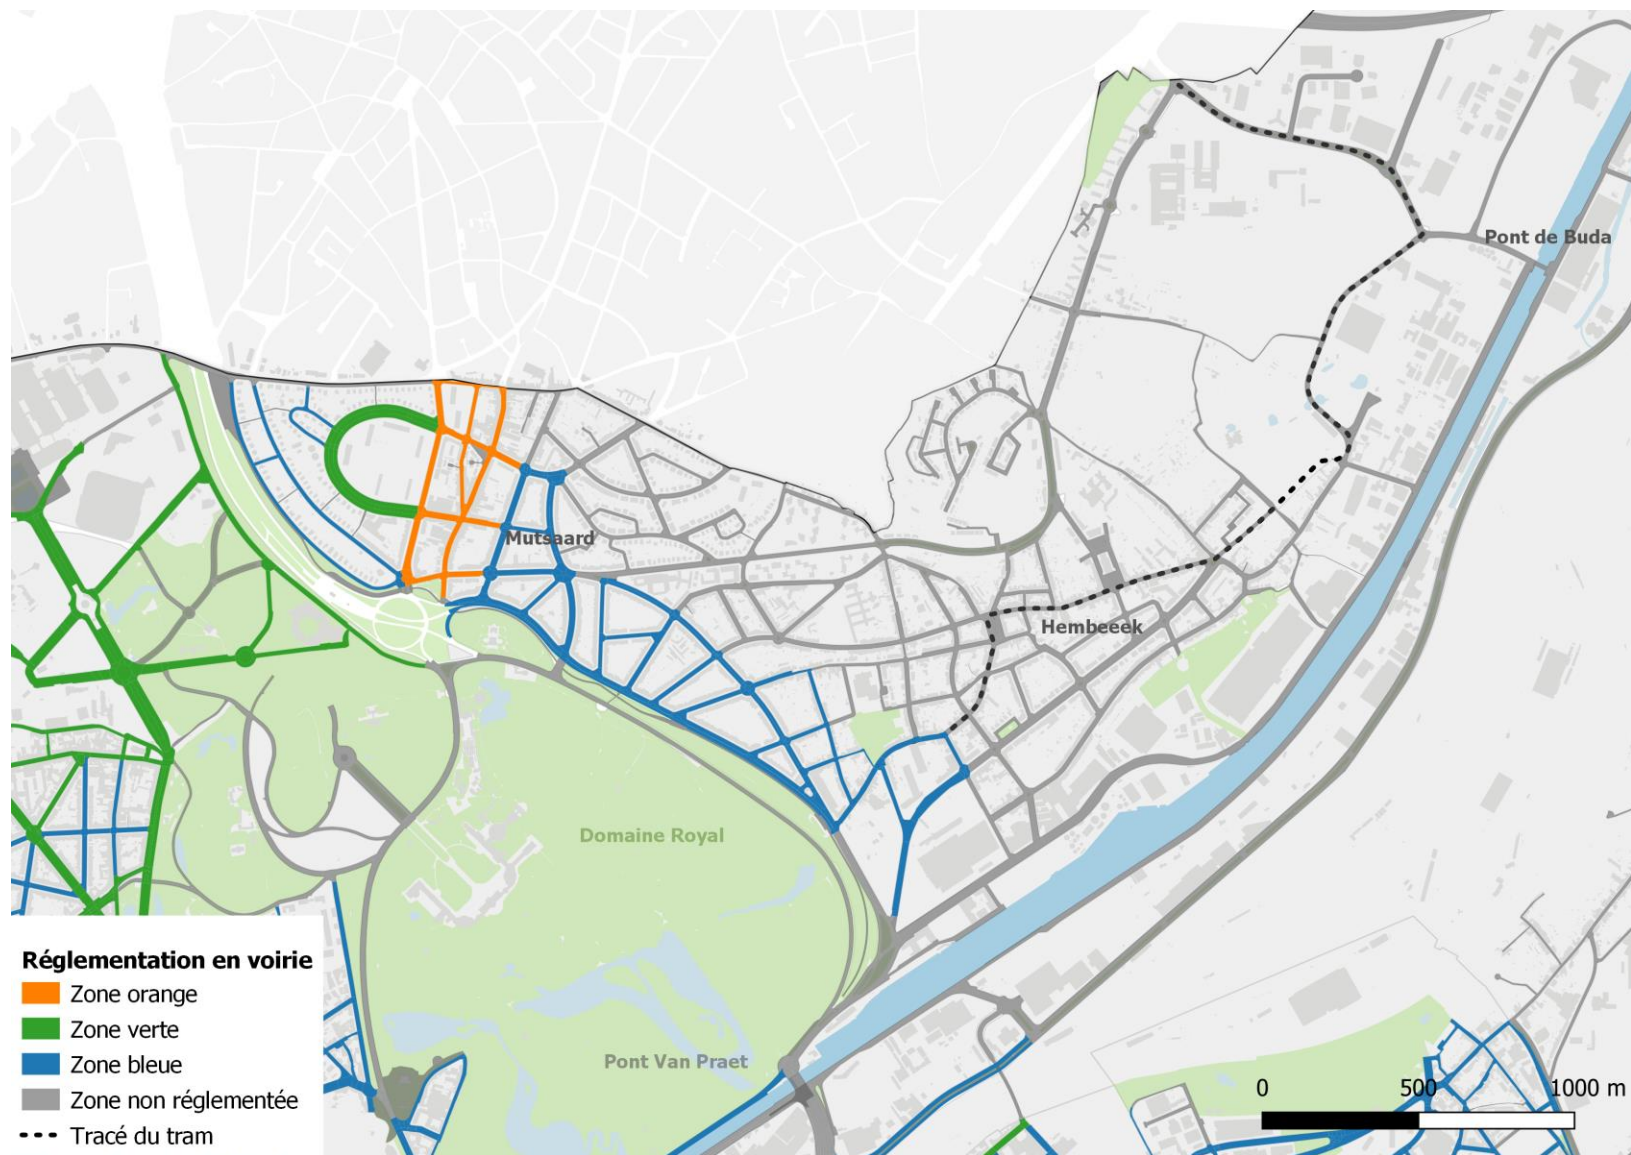 Pont de Buda
Mutsaard
Hembeeek
Domaine Royal
Pont Van Praet
Réglementation en voirie
Zone orange
Zone verte
Zone bleue
Zone non réglementée
Tracé du tram
0 500 1000 m